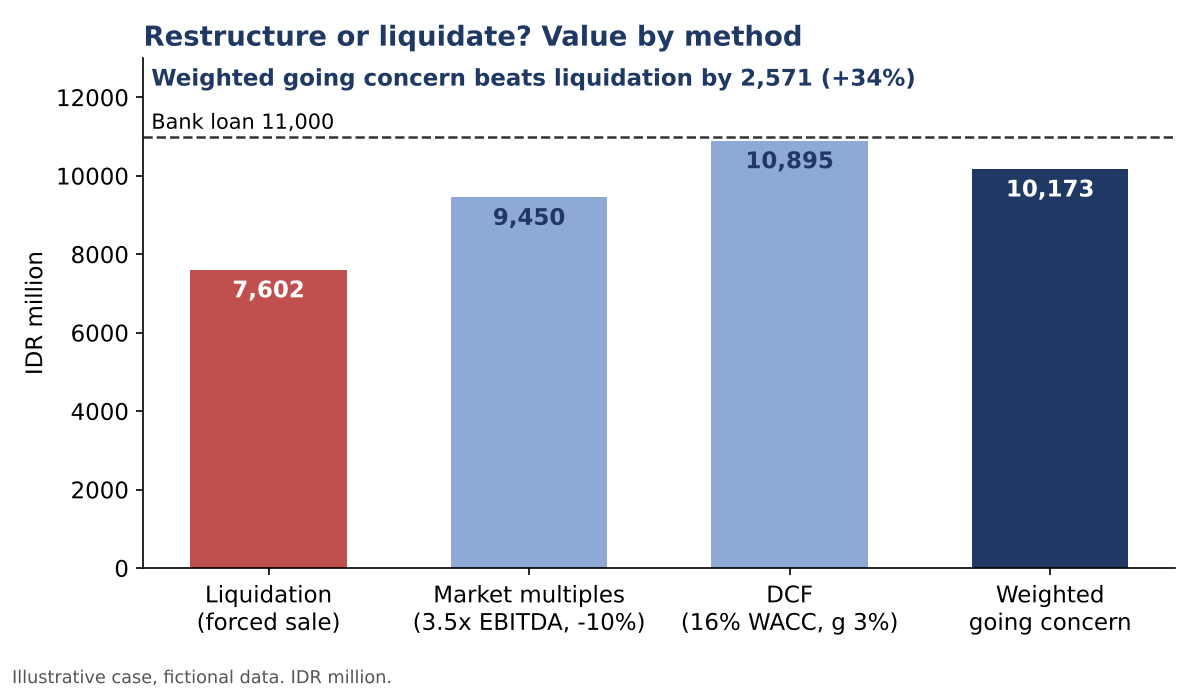 Restructure or liquidate? Value by method
Weighted going concern beats liquidation by 2,571 (+34%)
12000
Bank loan 11,000
10,895
10000
10,173
9,450
8000
7,602
IDR million
6000
4000
2000
0
Liquidation
(forced sale)
Market multiples
(3.5x EBITDA, -10%)
DCF
(16% WACC, g 3%)
Weighted
going concern
Illustrative case, fictional data. IDR million.